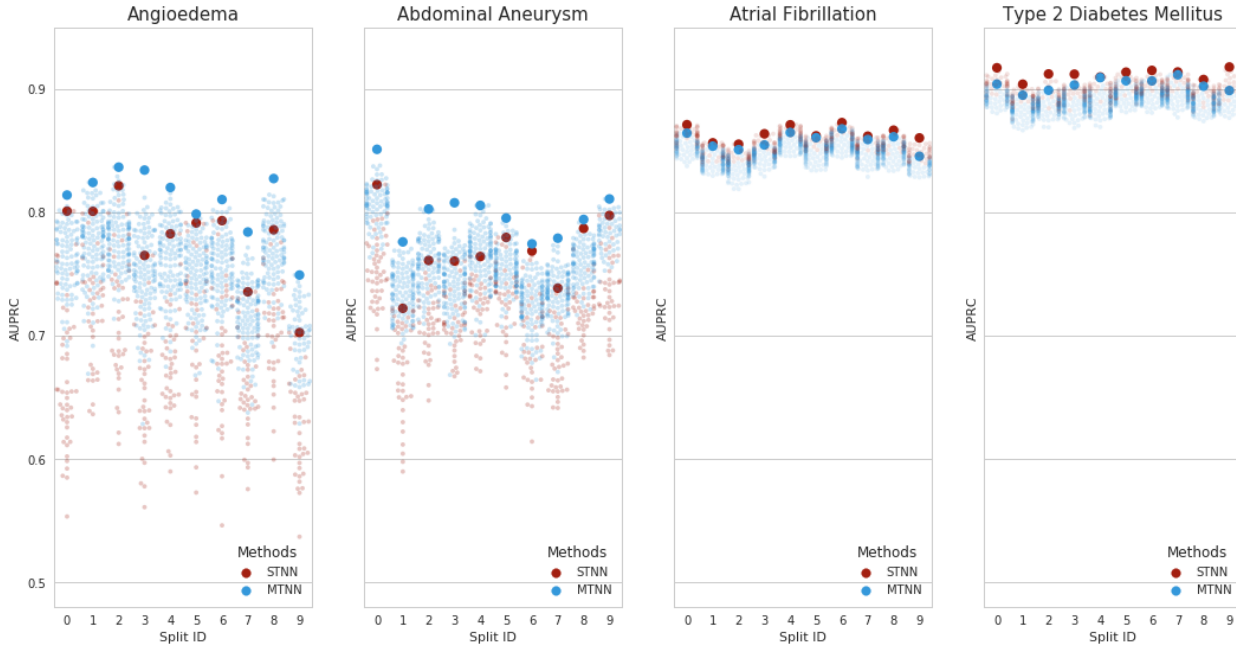 Angioedema
AUPRC
0.9
0.8
0.7
0.6
0.5
0 1 2 3 4 5 6 7 8 9
Split ID
Methods
STNN
MTNN
Abdominal Aneurysm
AUPRC
0 1 2 3 4 5 6 7 8 9
Split ID
Methods
STNN
MTNN
Atrial Fibrillation
AUPRC
0 1 2 3 4 5 6 7 8 9
Split ID
Methods
STNN
MTNN
Type 2 Diabetes Mellitus
AUPRC
0 1 2 3 4 5 6 7 8 9
Split ID
Methods
STNN
MTNN